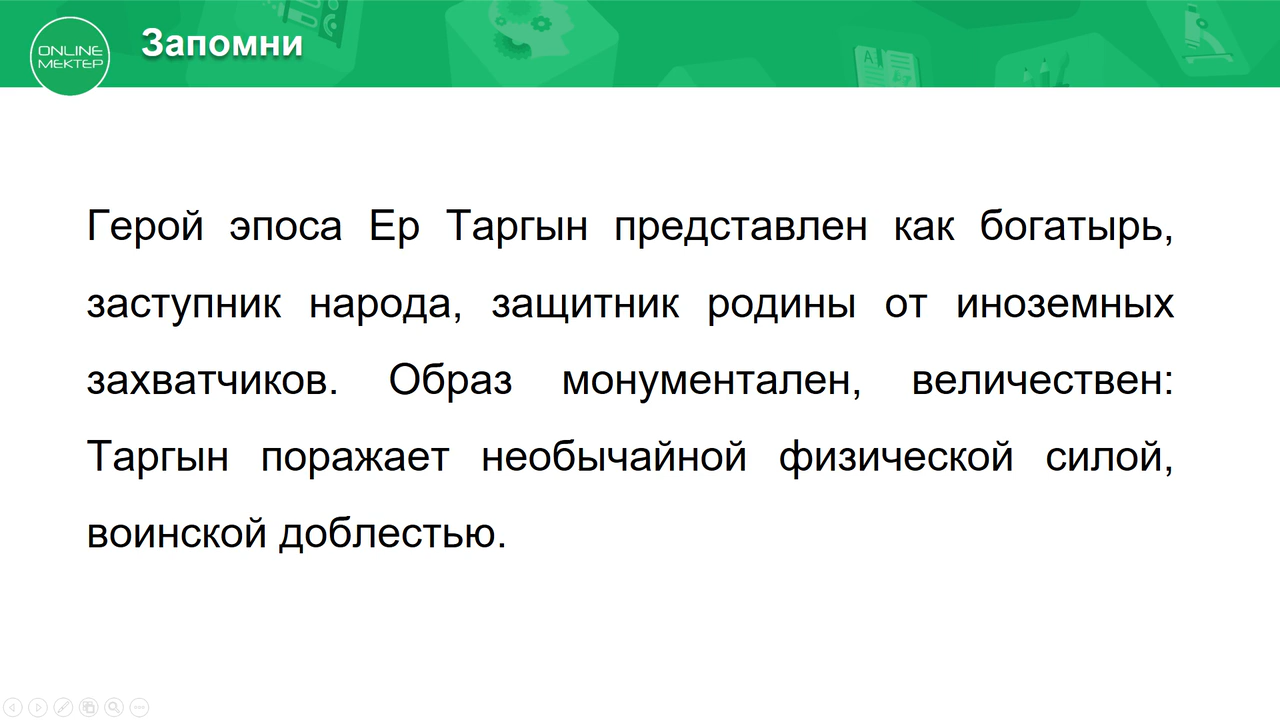 Запомни
ONLINE
МЕКТЕР
Герой эпоса Ер Таргын представлен как богатырь,
заступник народа, защитник родины от иноземных
захватчиков. Образ монументален, величествен:
Таргын поражает необычайной физической силой,
воинской доблестью.